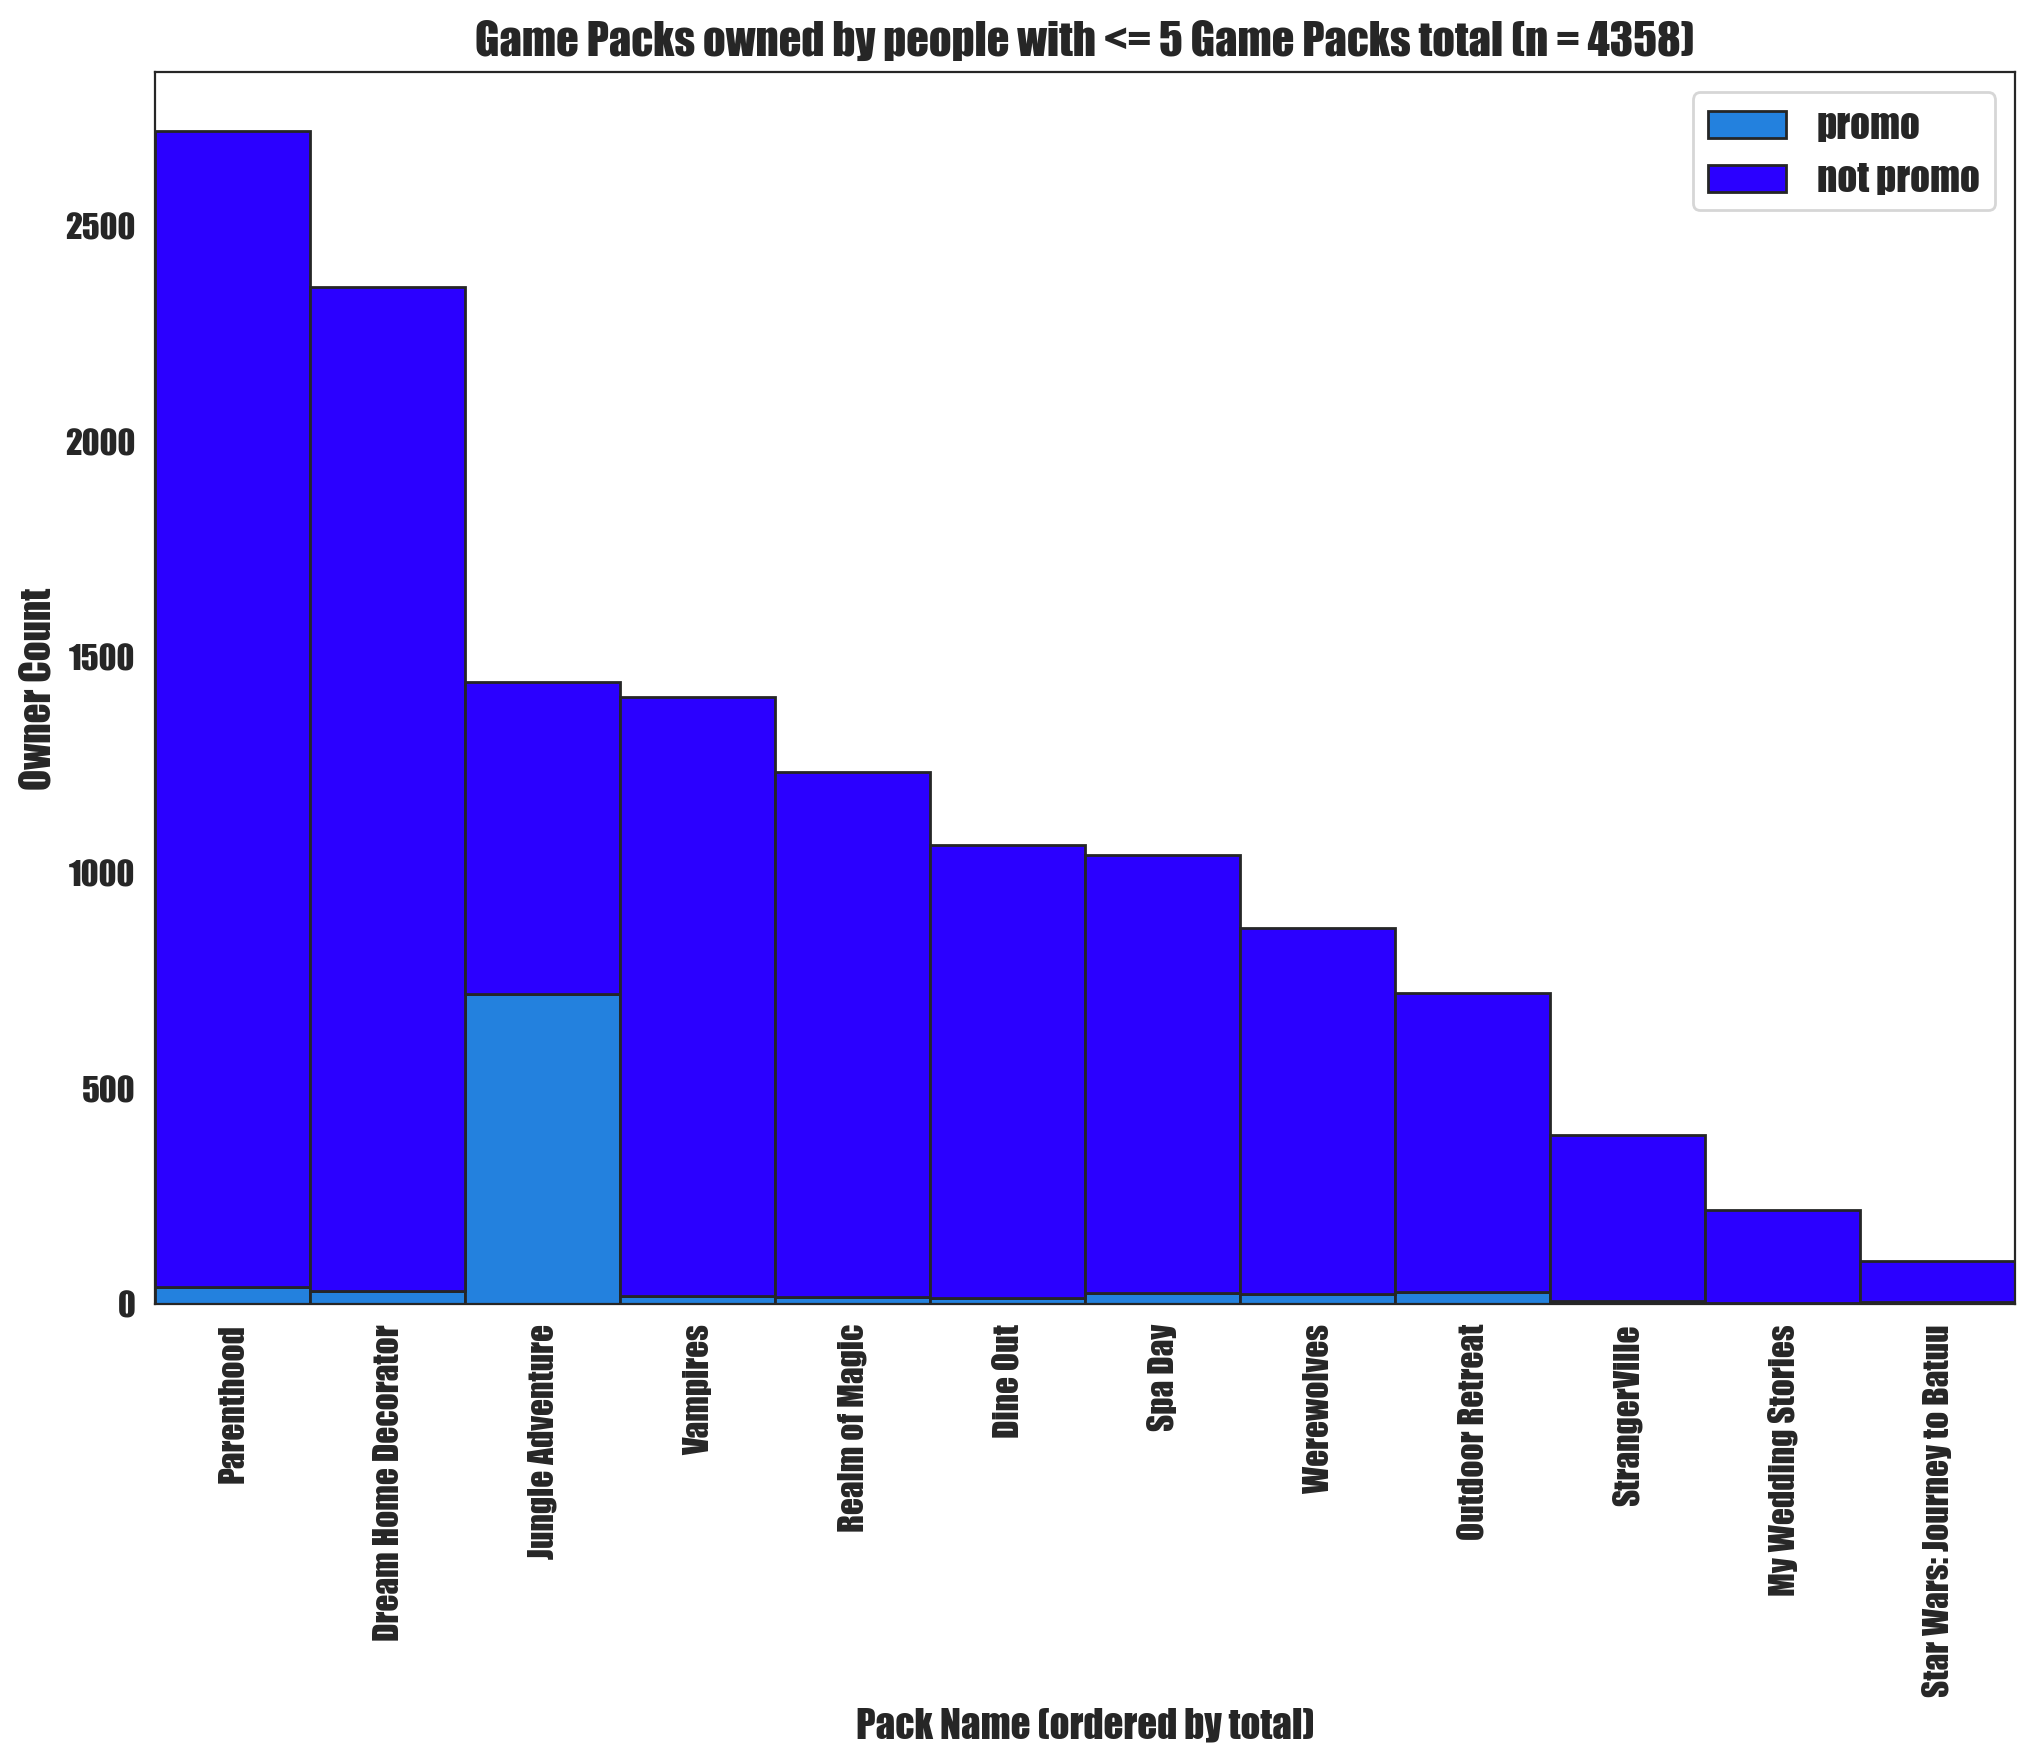 Game Packs owned by people with <= 5 Game Packs total (n = 4358)
promo
not promo
Owner Count
2500
2000
1500
1000
500
0
Parenthood
Dream Home Decorator
Jungle Adventure
Vampires
Realm of Magic
Dine Out
Spa Day
Werewolves
Outdoor Retreat
StrangerVille
My Wedding Stories
Star Wars: Journey to Batuu
Pack Name (ordered by total)